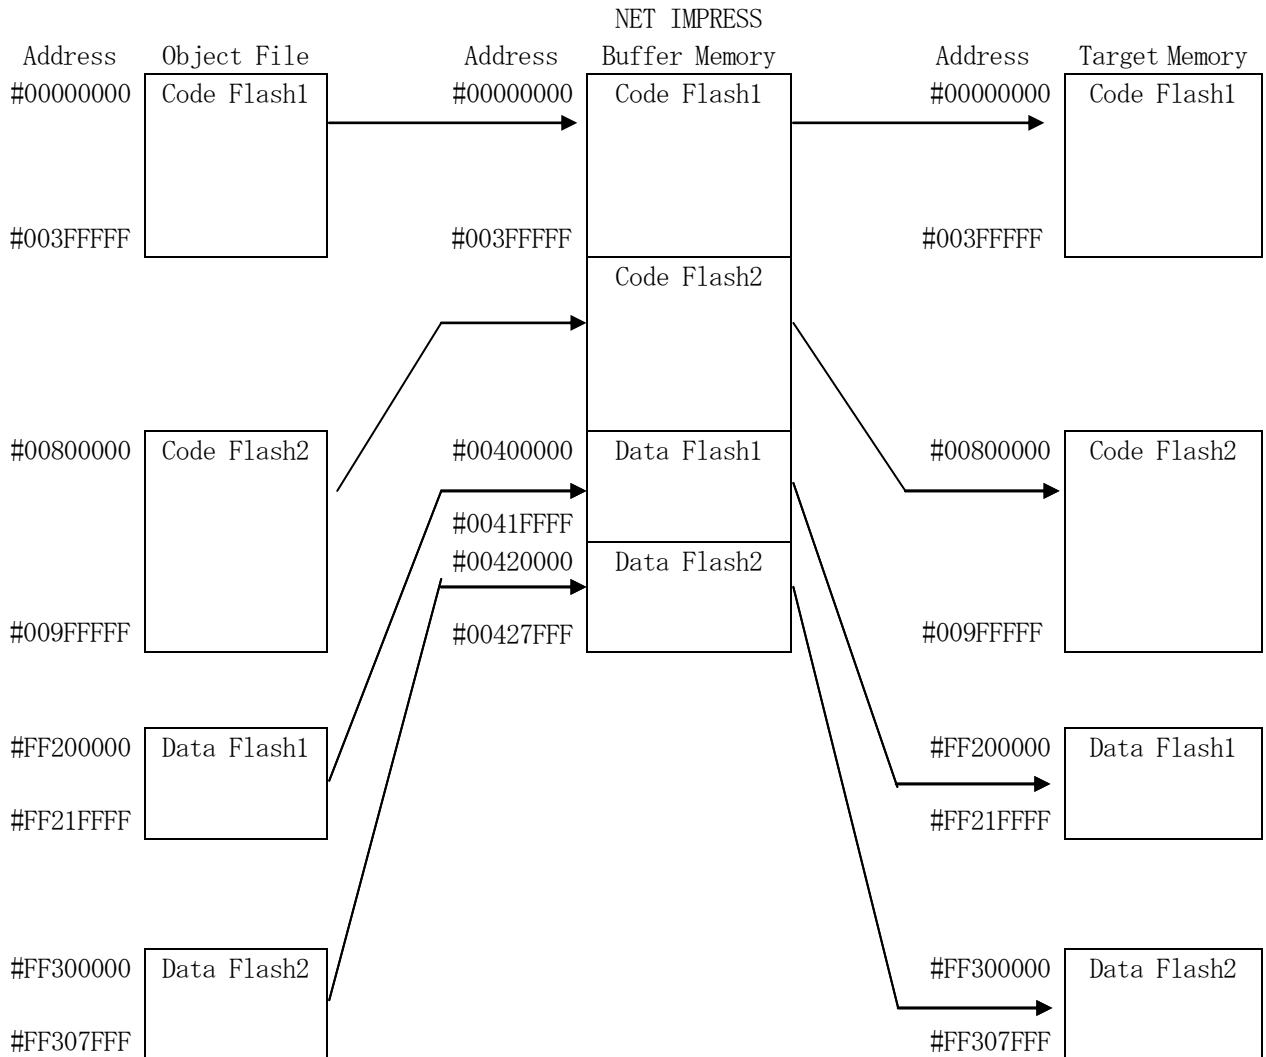 NET IMPRESS
Address Object File Address Buffer Memory Address Target Memory
#00000000 Code Flash1 #00000000 Code Flash1 #00000000 Code Flash1
#003FFFFF #003FFFFF #003FFFFF
Code Flash2
#00800000 Code Flash2 #00400000 Data Flash1 #00800000 Code Flash2
#0041FFFF
#00420000 Data Flash2
#009FFFFF #00427FFF #009FFFFF
#FF200000 Data Flash1 #FF200000 Data Flash1
#FF21FFFF #FF21FFFF
#FF300000 Data Flash2 #FF300000 Data Flash2
#FF307FFF #FF307FFF